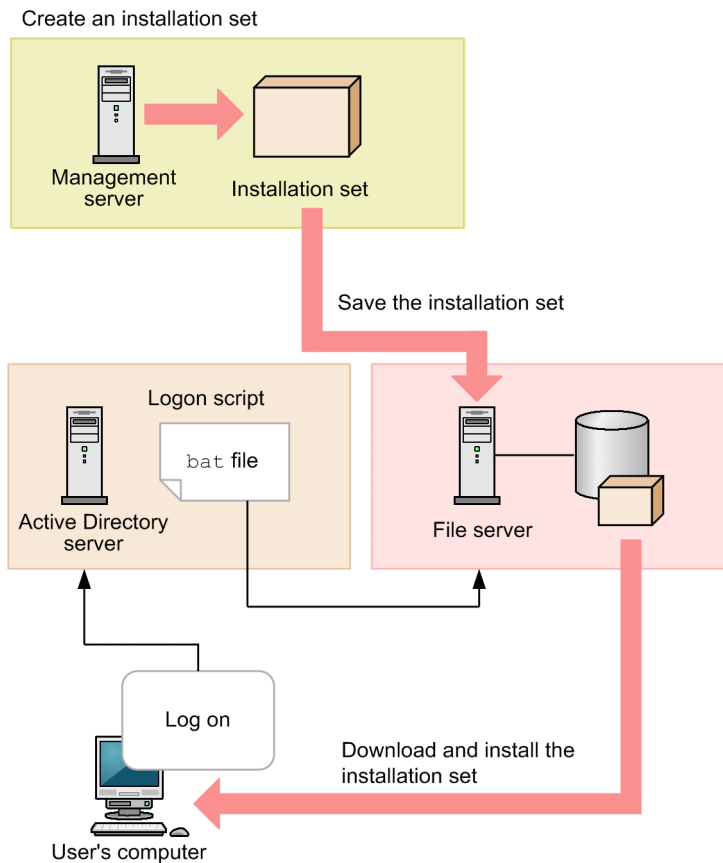 Create an installation set
Management
server
Installation set
Save the installation set
Logon script
bat file
Active Directory
server
File server
Log on
Download and install the
installation set
User's computer